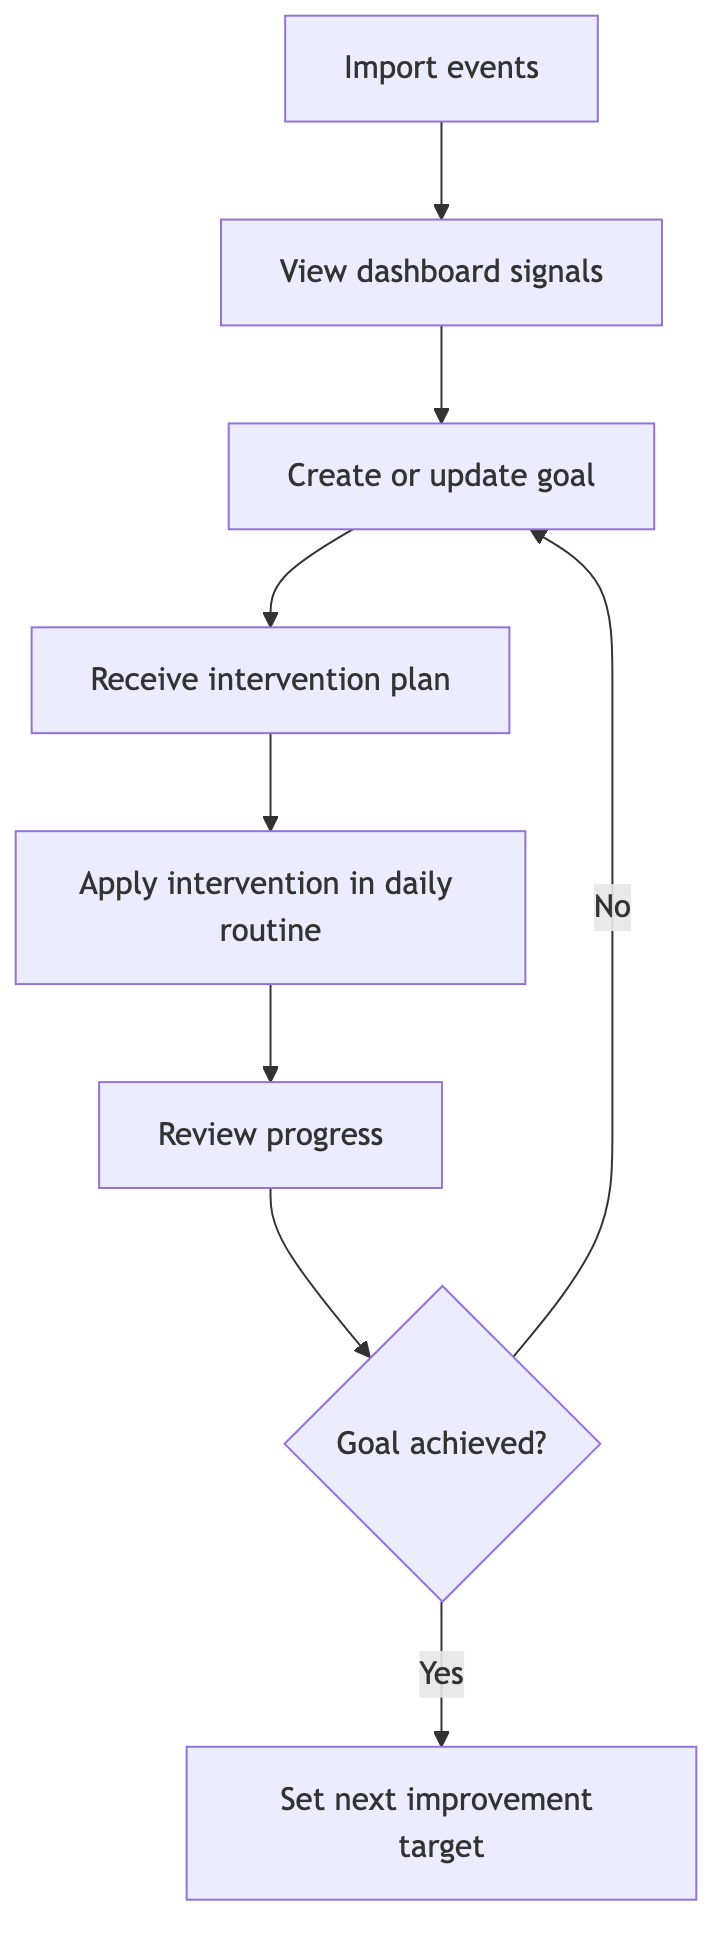 Import events
View dashboard signals
Create or update goal
Receive intervention plan
Apply intervention in daily
routine
No
Review progress
Goal achieved?
Yes
Set next improvement
target